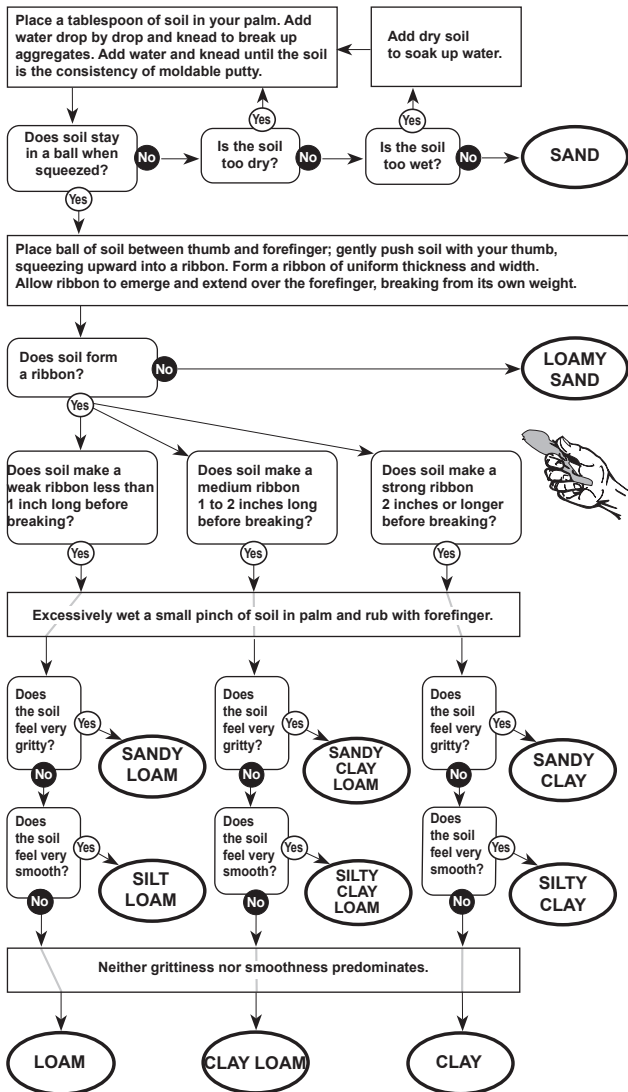 Place a tablespoon of soil in your palm. Add
water drop by drop and knead to break up
aggregates. Add water and knead until the soil
is the consistency of moldable putty.
Add dry soil
to soak up water.
Yes
Yes
Does soil stay
in a ball when
squeezed?
No
Is the soil
too dry?
No
Is the soil
too wet?
No
SAND
Yes
Place ball of soil between thumb and forefinger; gently push soil with your thumb,
squeezing upward into a ribbon. Form a ribbon of uniform thickness and width.
Allow ribbon to emerge and extend over the forefinger, breaking from its own weight.
Does soil form
a ribbon?
No
LOAMY
SAND
Yes
Does soil make a
weak ribbon less than
1 inch long before
breaking?
Yes
Does soil make a
medium ribbon
1 to 2 inches long
before breaking?
Yes
Does soil make a
strong ribbon
2 inches or longer
before breaking?
Yes
Excessively wet a small pinch of soil in palm and rub with forefinger.
Does
the soil
feel very
gritty?
Yes
SANDY
LOAM
No
Does
the soil
feel very
gritty?
Yes
SANDY
CLAY
LOAM
No
Does
the soil
feel very
gritty?
Yes
SANDY
CLAY
No
Does
the soil
feel very
smooth?
Yes
SILT
LOAM
No
Does
the soil
feel very
smooth?
Yes
SILTY
CLAY
LOAM
No
Does
the soil
feel very
smooth?
Yes
SILTY
CLAY
No
Neither grittiness nor smoothness predominates.
LOAM
CLAY LOAM
CLAY